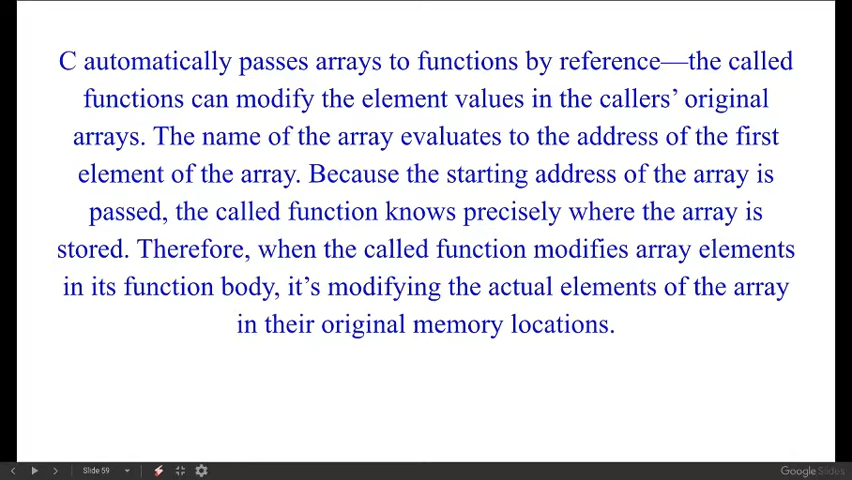 C automatically passes arrays to functions by reference—the called
functions can modify the element values in the callers’ original
arrays. The name of the array evaluates to the address of the first
element of the array. Because the starting address of the array is
passed, the called function knows precisely where the array is
stored. Therefore, when the called function modifies array elements
in its function body, it’s modifying the actual elements of the array
in their original memory locations.
Slide 59
Google Slides